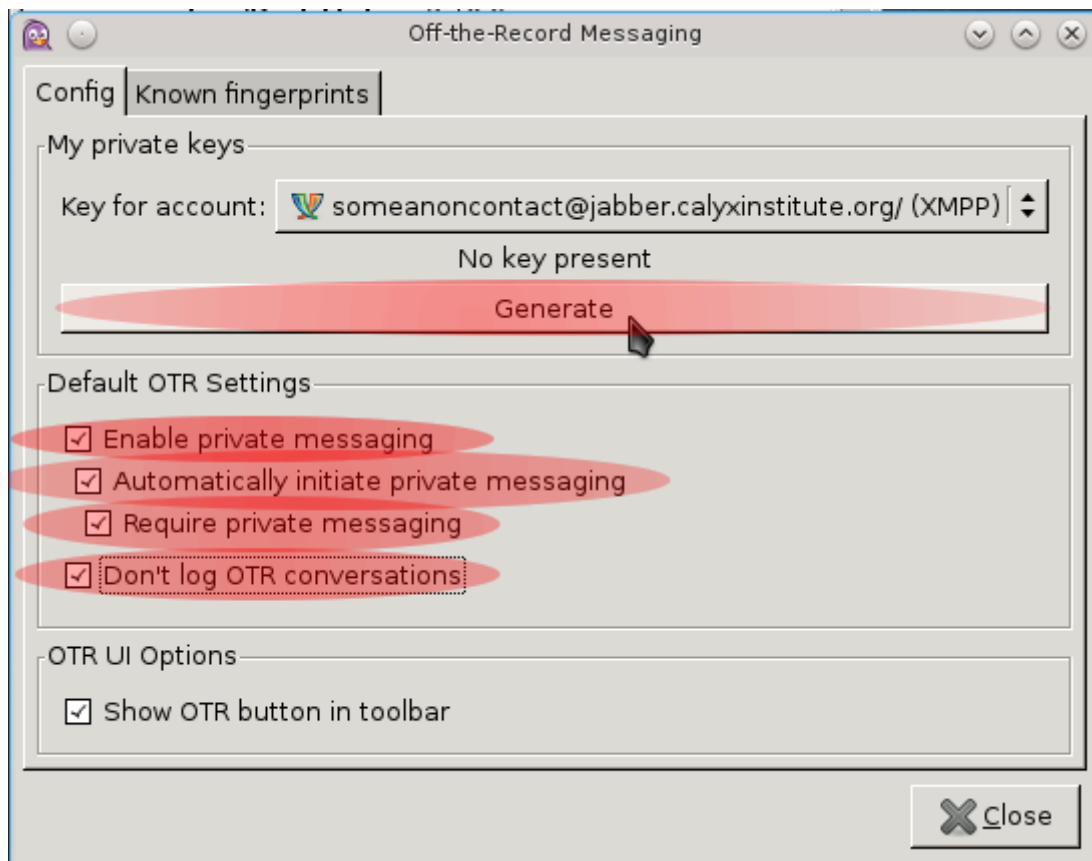 Off-the-Record Messaging
Config Known fingerprints
My private keys
Key for account: someanoncontact@jabber.calyxinstitute.org/ (XMPP)
No key present
Generate
Default OTR Settings
Enable private messaging
Automatically initiate private messaging
Require private messaging
Don't log OTR conversations
OTR UI Options
Show OTR button in toolbar
Close